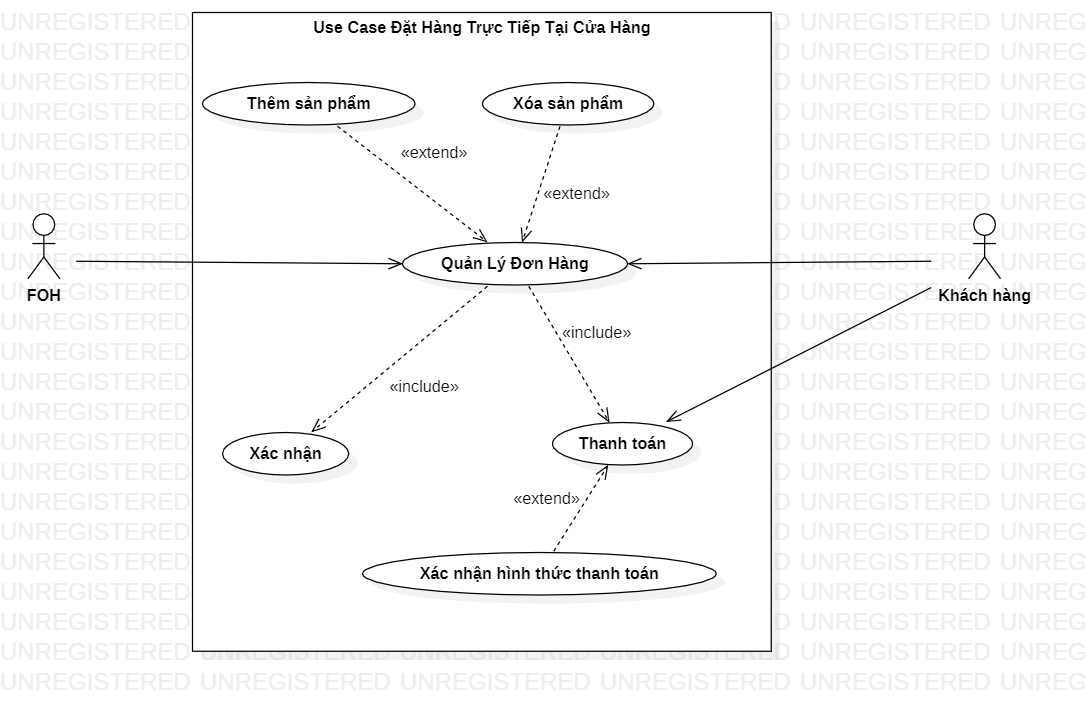 Use Case Đặt Hàng Trực Tiếp Tại Cửa Hàng
Thêm sản phẩm
Xóa sản phẩm
«extend»
«extend»
Quản Lý Đơn Hàng
FOH
Khách hàng
«include»
«include»
Xác nhận
Thanh toán
«extend»
Xác nhận hình thức thanh toán
UNREGISTERED UNREGISTERED UNREGISTERED UNREGISTERED UNREGISTERED